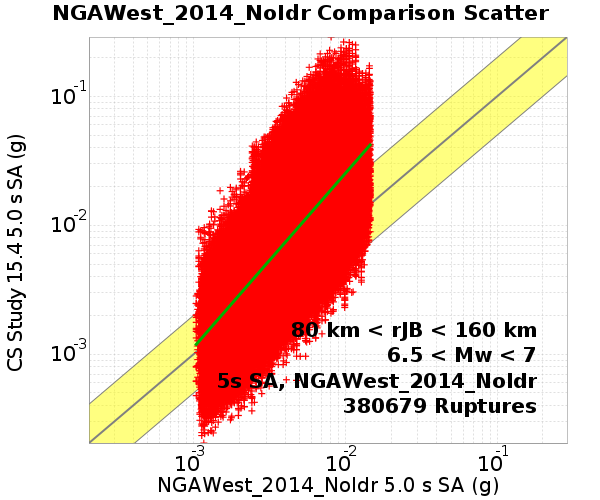 NGAWest_2014_NoIdr Comparison Scatter
CS Study 15.4 5.0 s SA (g)
10-1
10-2
10-3
80 km < rJB < 160 km
6.5 < Mw < 7
5s SA, NGAWest_2014_NoIdr
380679 Ruptures
10-3 10-2 10-1
NGAWest_2014_NoIdr 5.0 s SA (g)